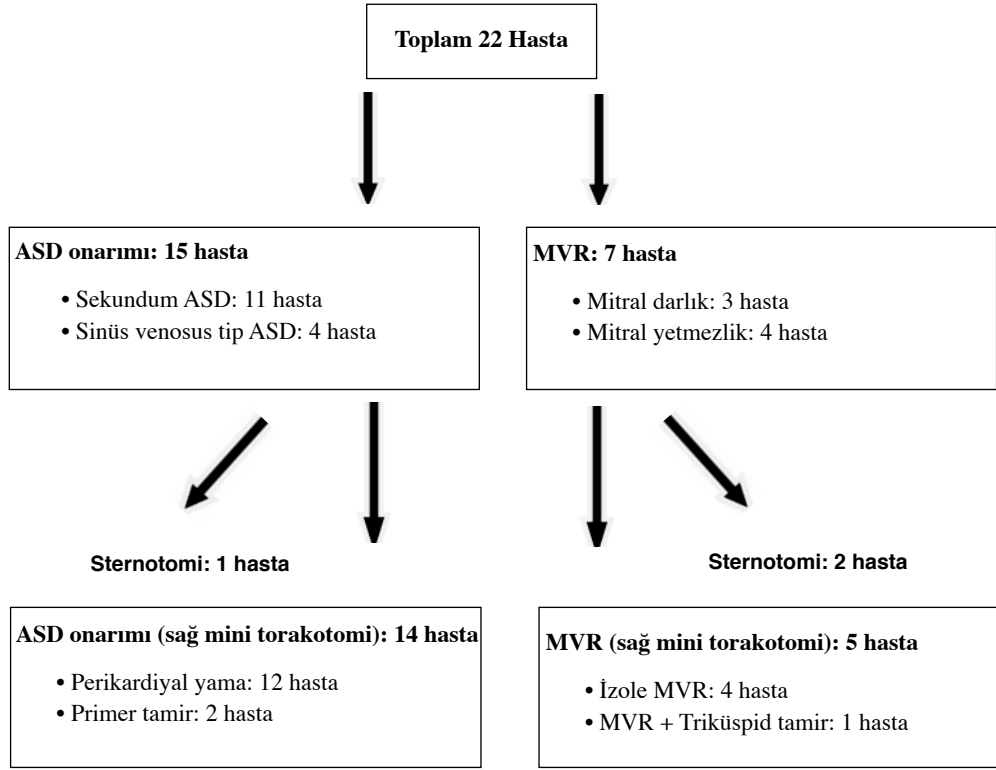 Toplam 22 Hasta
ASD onarımı: 15 hasta
• Sekundum ASD: 11 hasta
• Sinüs venosus tip ASD: 4 hasta
MVR: 7 hasta
• Mitral darlık: 3 hasta
• Mitral yetmezlik: 4 hasta
Sternotomi: 1 hasta
Sternotomi: 2 hasta
ASD onarımı (sağ mini torakotomi): 14 hasta
• Perikardiyal yama: 12 hasta
• Primer tamir: 2 hasta
MVR (sağ mini torakotomi): 5 hasta
• İzole MVR: 4 hasta
• MVR + Triküspid tamir: 1 hasta